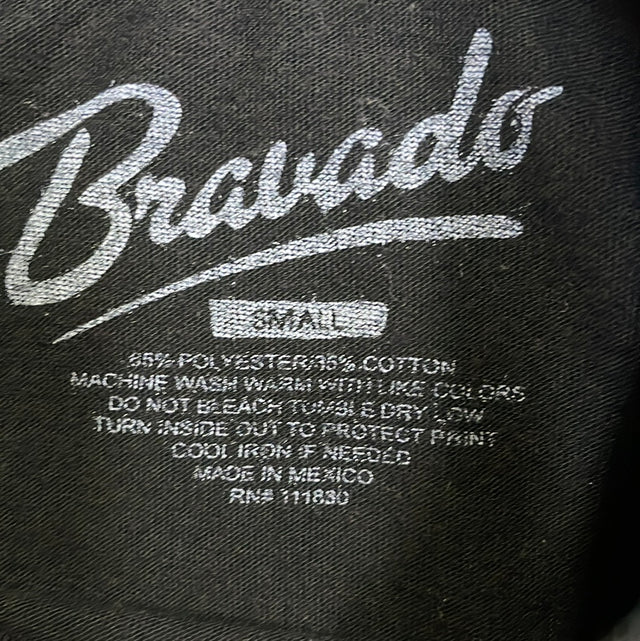 Bravado
SMALL
65% POLYESTER/35% COTTON
MACHINE WASH WARM WITH LIKE COLORS
DO NOT BLEACH TUMBLE DRY LOW
TURN INSIDE OUT TO PROTECT PRINT
COOL IRON IF NEEDED
MADE IN MEXICO
RN# 111830